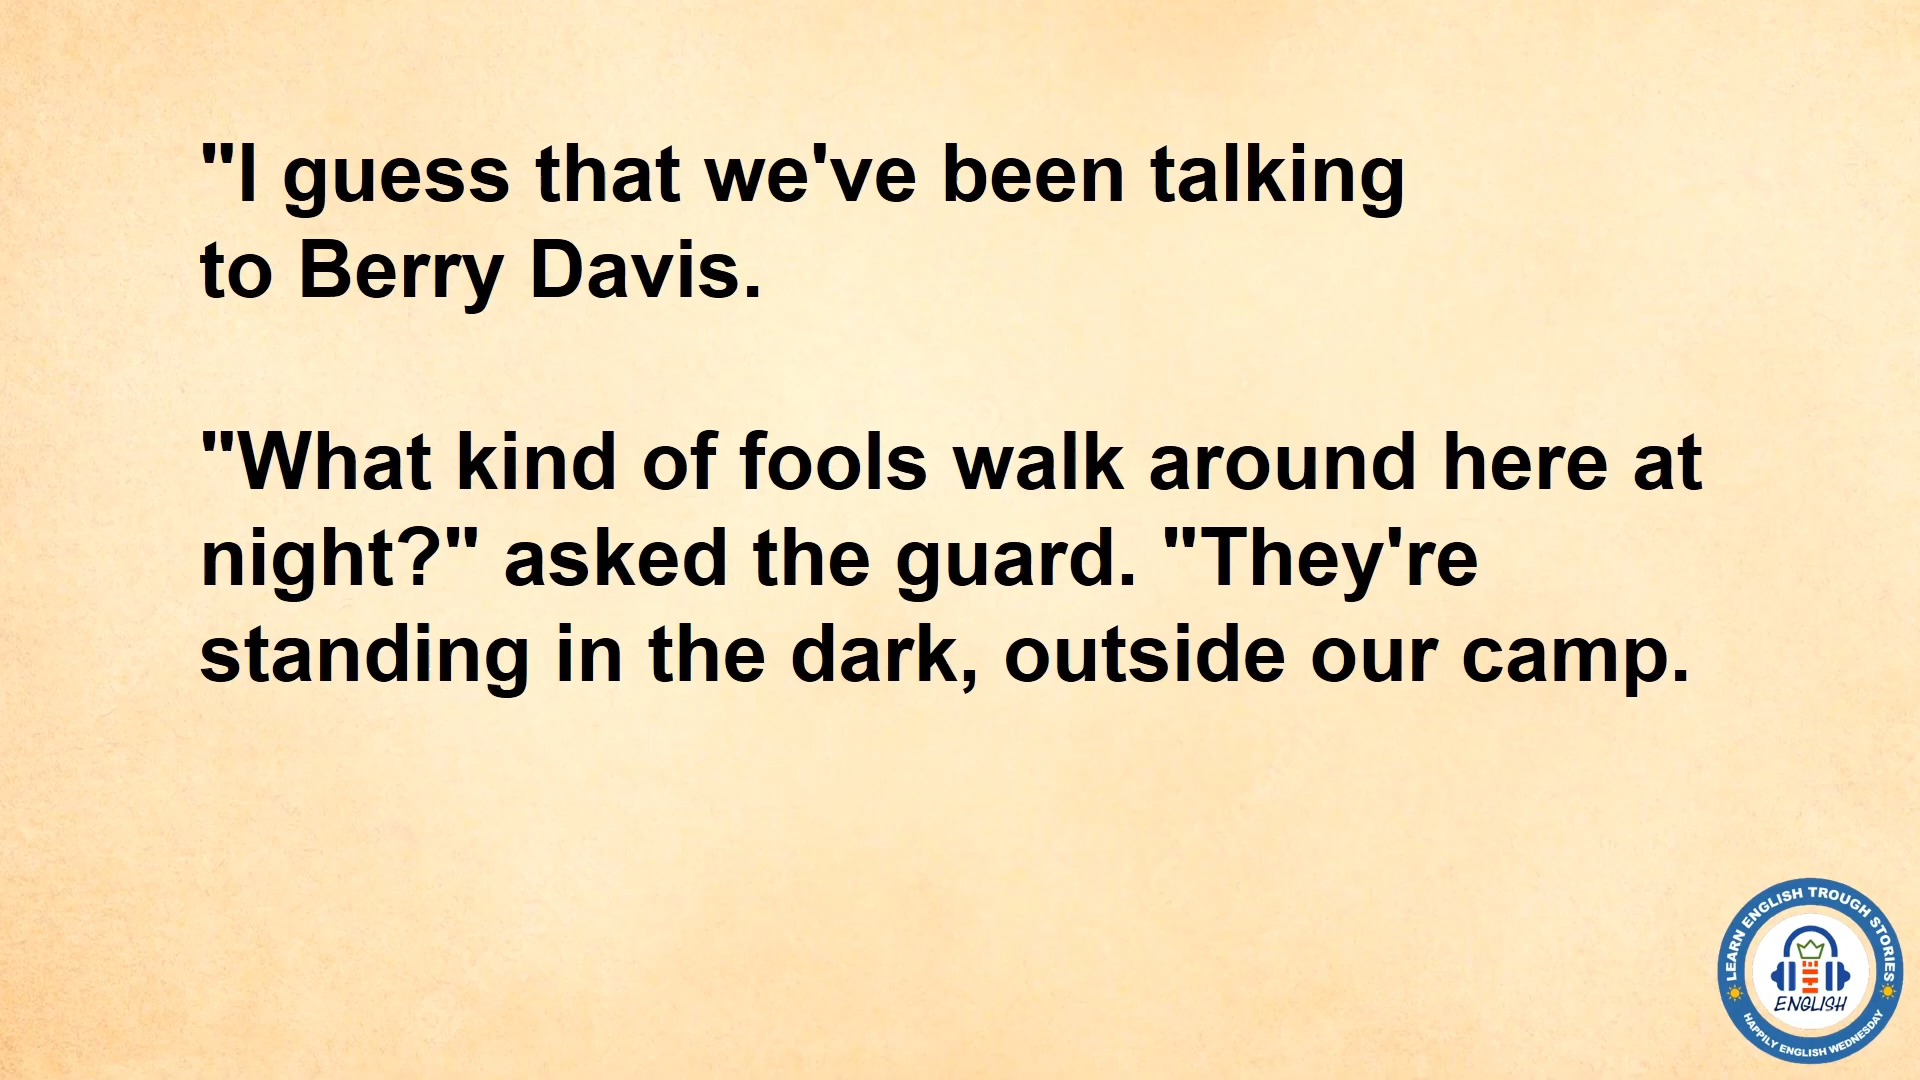 "I guess that we've been talking
to Berry Davis.
"What kind of fools walk around here at
night?" asked the guard. "They're
standing in the dark, outside our camp.
LEARN ENGLISH TROUGH STORIES
ENGLISH
HAPPILY ENGLISH WEDNESDAY